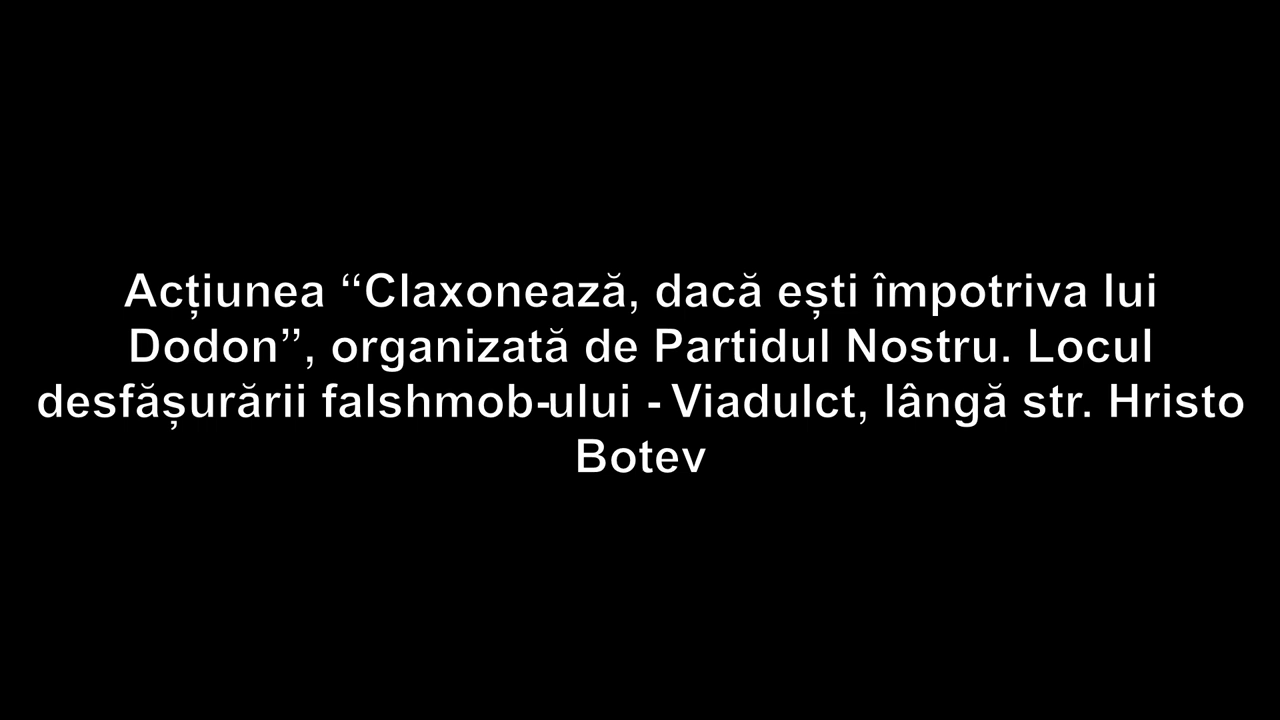 Acțiunea “Claxonează, dacă ești împotriva lui
Dodon”, organizată de Partidul Nostru. Locul
desfășurării falshmob-ului - Viadulct, lângă str. Hristo
Botev